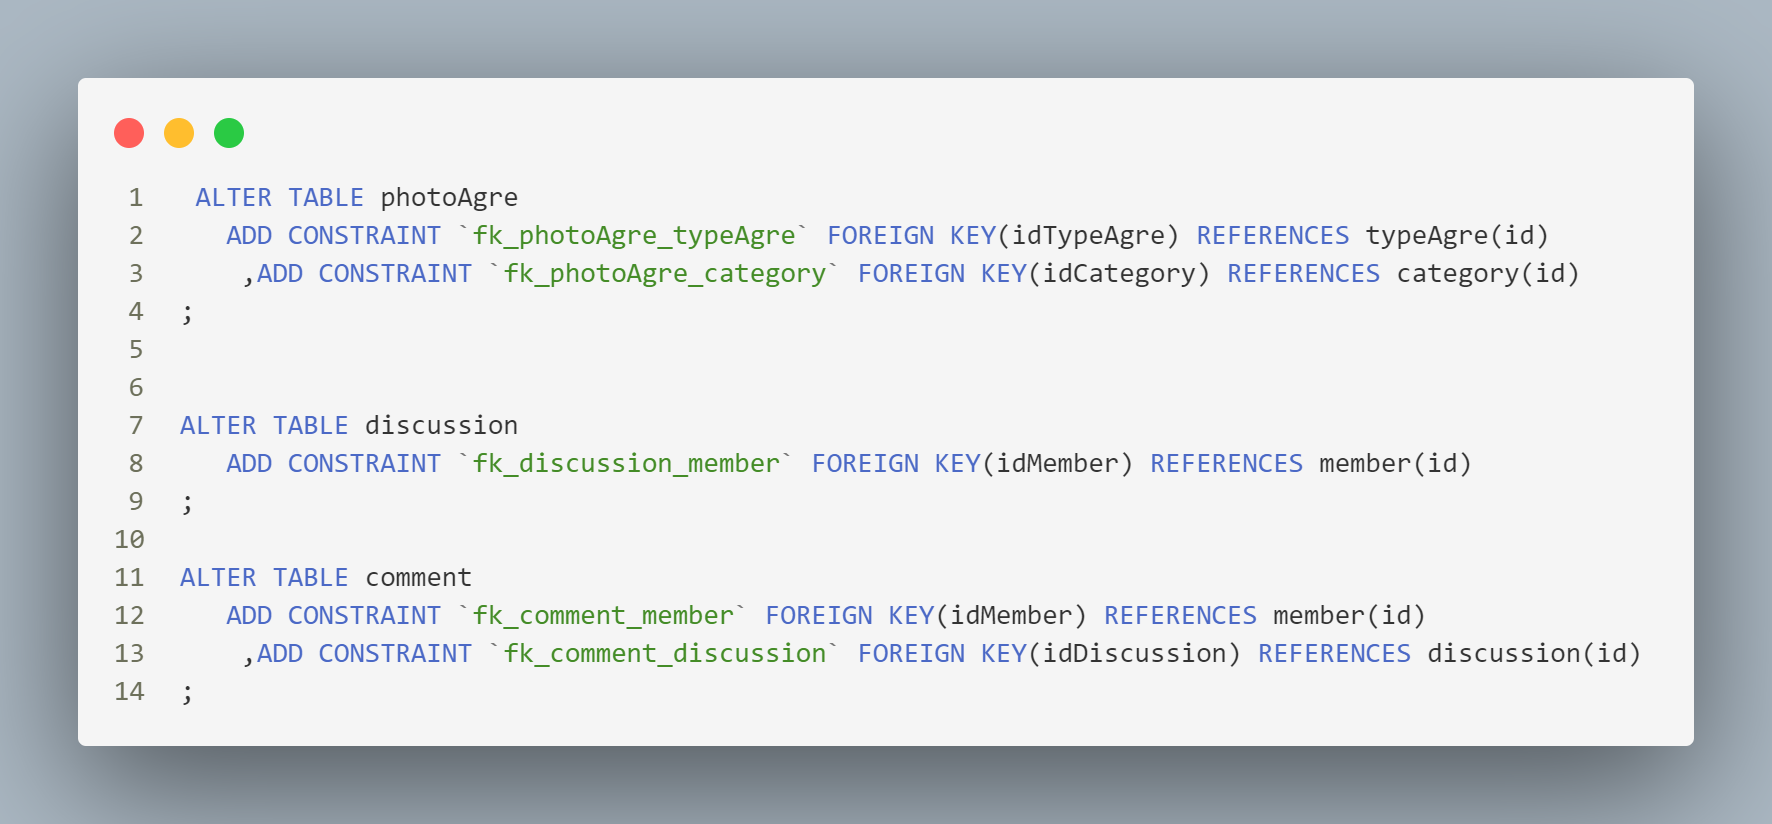 1 ALTER TABLE photoAgre
2 ADD CONSTRAINT `fk_photoAgre_typeAgre` FOREIGN KEY(idTypeAgre) REFERENCES typeAgre(id)
3 ,ADD CONSTRAINT `fk_photoAgre_category` FOREIGN KEY(idCategory) REFERENCES category(id)
4 ;
5
6
7 ALTER TABLE discussion
8 ADD CONSTRAINT `fk_discussion_member` FOREIGN KEY(idMember) REFERENCES member(id)
9 ;
10
11 ALTER TABLE comment
12 ADD CONSTRAINT `fk_comment_member` FOREIGN KEY(idMember) REFERENCES member(id)
13 ,ADD CONSTRAINT `fk_comment_discussion` FOREIGN KEY(idDiscussion) REFERENCES discussion(id)
14 ;